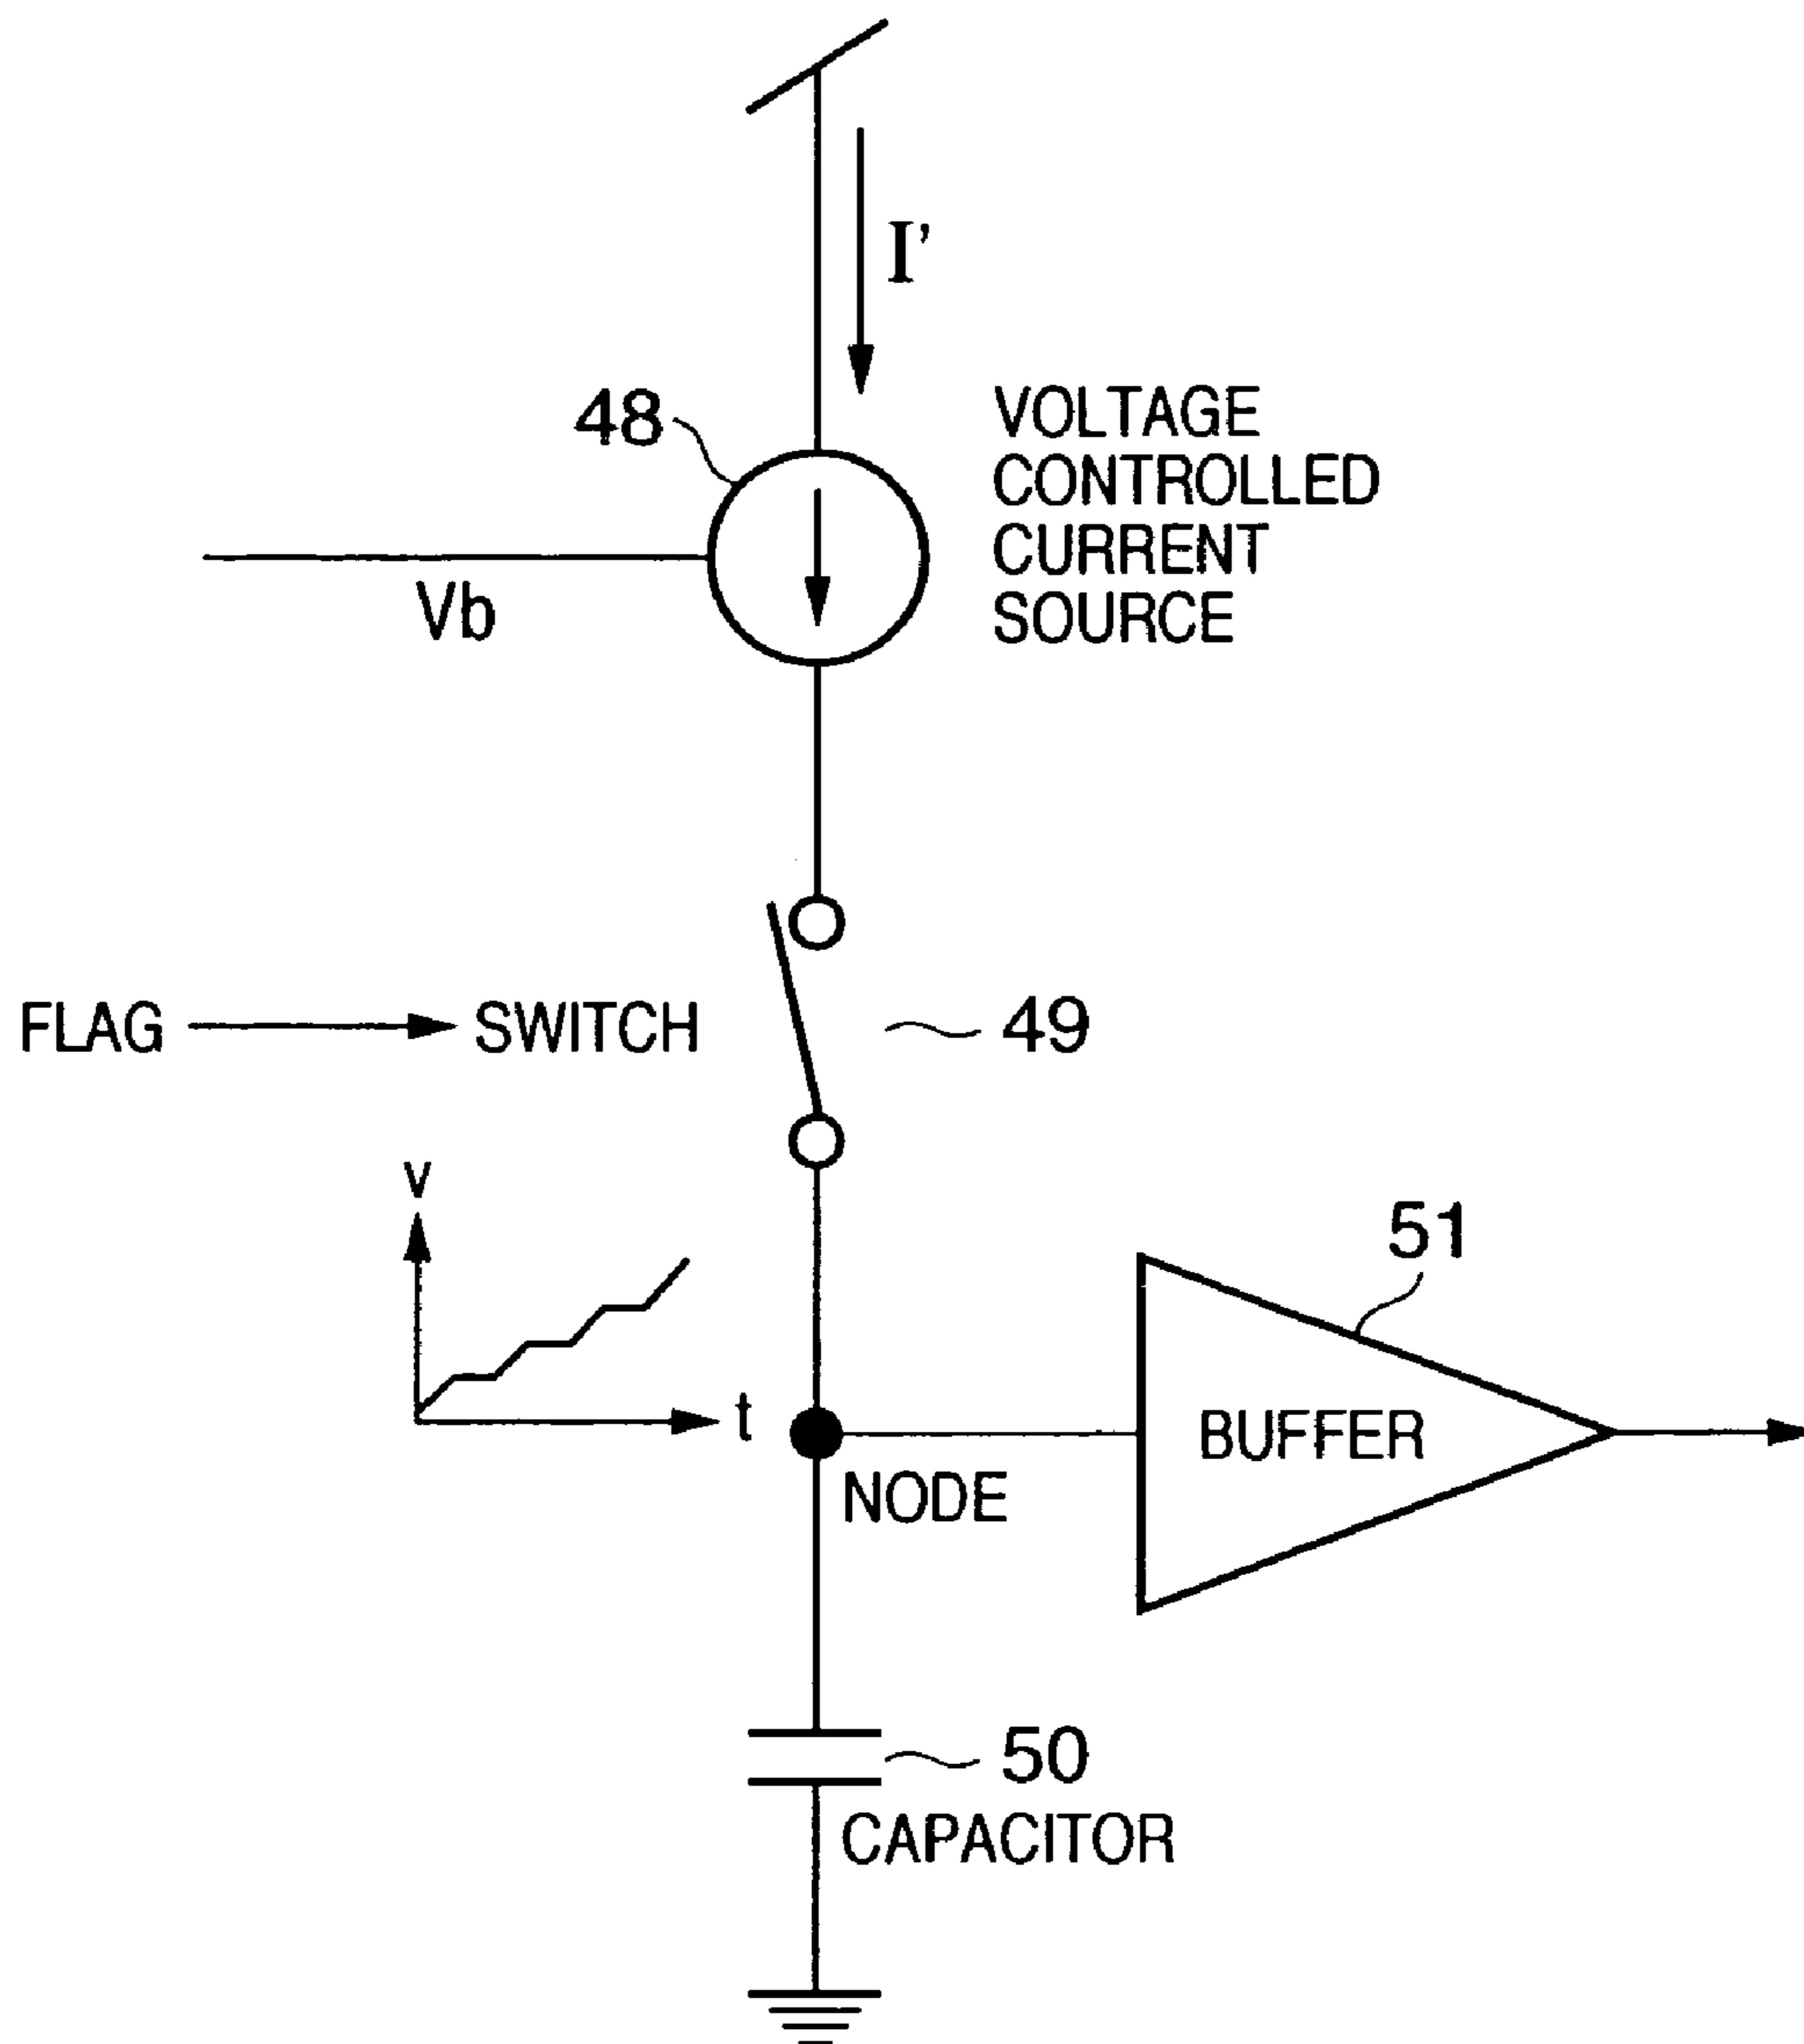 I'
48
VOLTAGE
CONTROLLED
CURRENT
SOURCE
Vb
FLAG
SWITCH
49
v
t
51
BUFFER
NODE
50
CAPACITOR